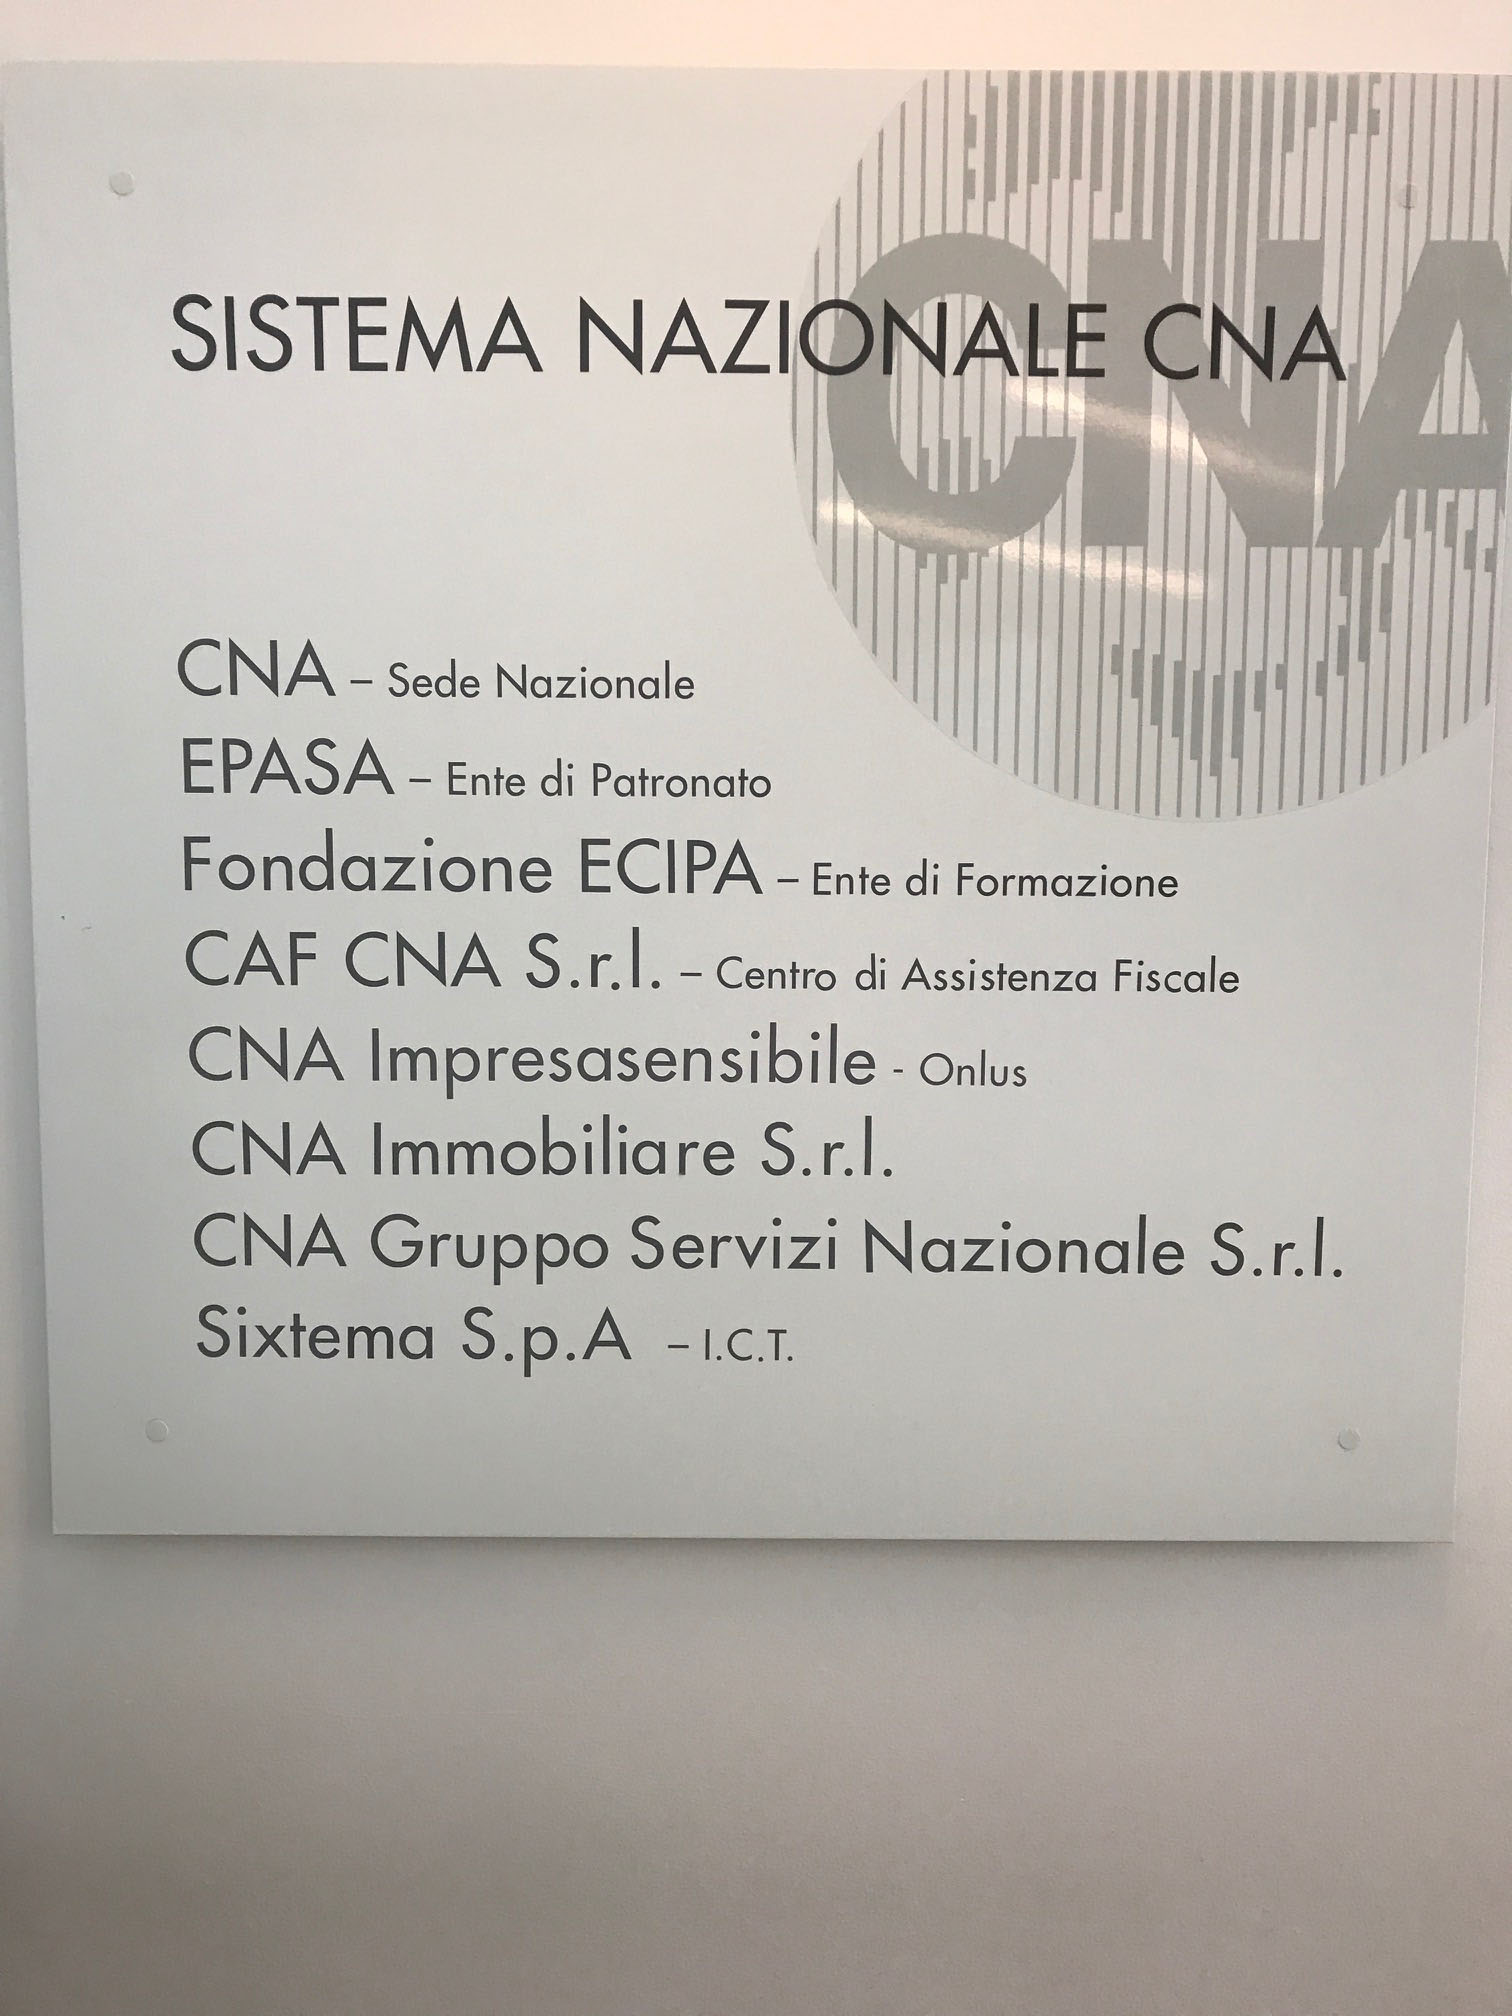 CNA
SISTEMA NAZIONALE CNA
CNA – Sede Nazionale
EPASA – Ente di Patronato
Fondazione ECIPA – Ente di Formazione
CAF CNA S.r.l. – Centro di Assistenza Fiscale
CNA Impresasensibile - Onlus
CNA Immobiliare S.r.l.
CNA Gruppo Servizi Nazionale S.r.l.
Sixtema S.p.A – I.C.T.